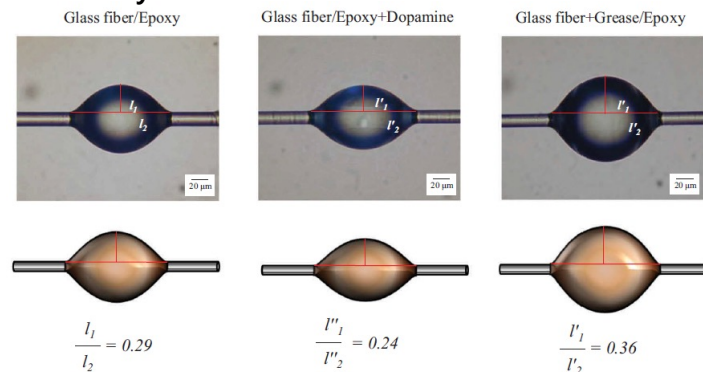 Glass fiber/Epoxy
Glass fiber/Epoxy+Dopamine
Glass fiber+Grease/Epoxy
l1
l2
20 μm
l'1
l'2
20 μm
l'1
l'2
20 μm
l1
l2
= 0.29
l''1
l''2
= 0.24
l'1
l'2
= 0.36